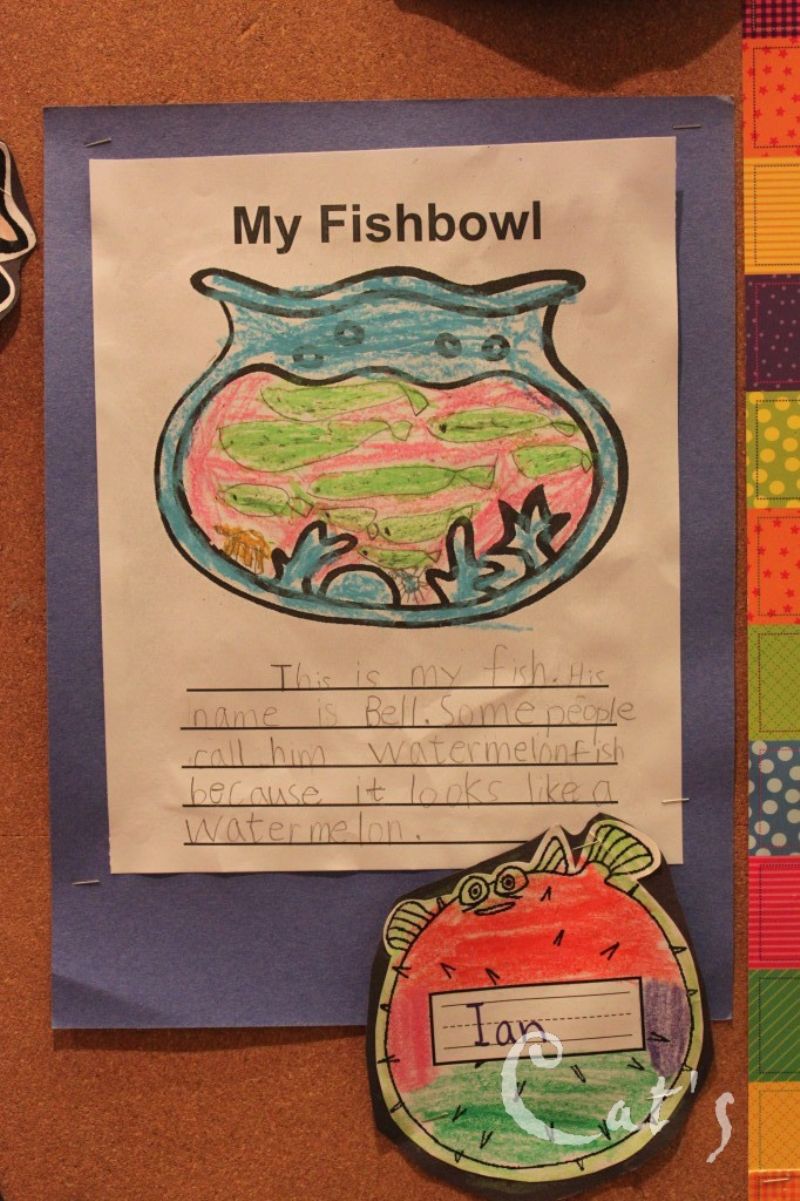 My Fishbowl
This is my fish. His
name is Bell. Some people
call him watermelonfish
because it looks like a
watermelon.
Ian
Cat's